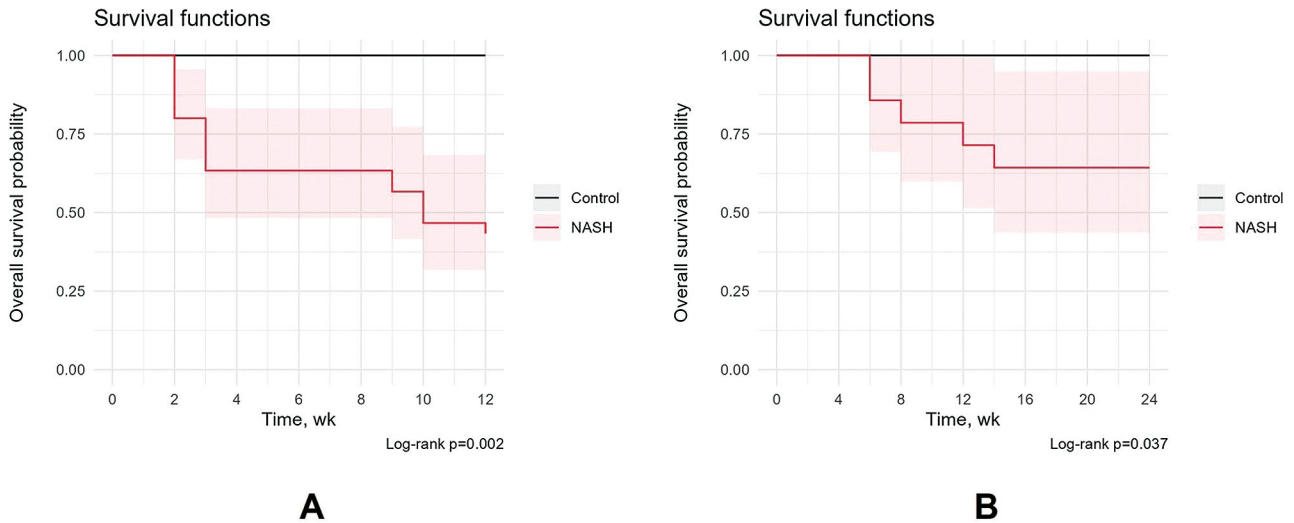 Survival functions
Overall survival probability
1.00
0.75
0.50
0.25
0.00
0 2 4 6 8 10 12
Time, wk
Log-rank p=0.002
Control
NASH
A
Survival functions
Overall survival probability
1.00
0.75
0.50
0.25
0.00
0 4 8 12 16 20 24
Time, wk
Log-rank p=0.037
Control
NASH
B